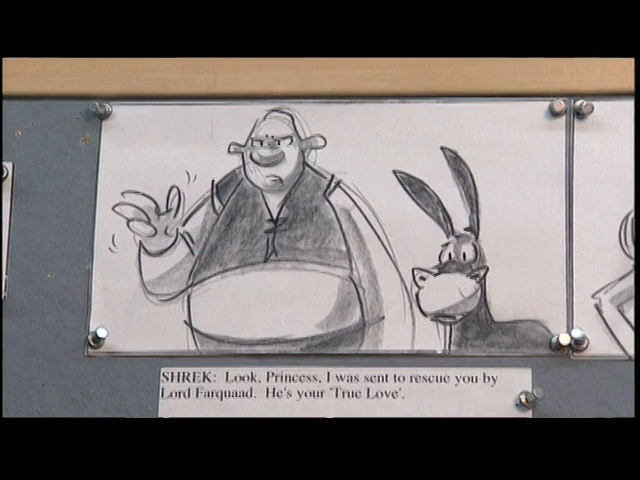 SHREK: Look, Princess, I was sent to rescue you by
Lord Farquaad. He's your 'True Love'.